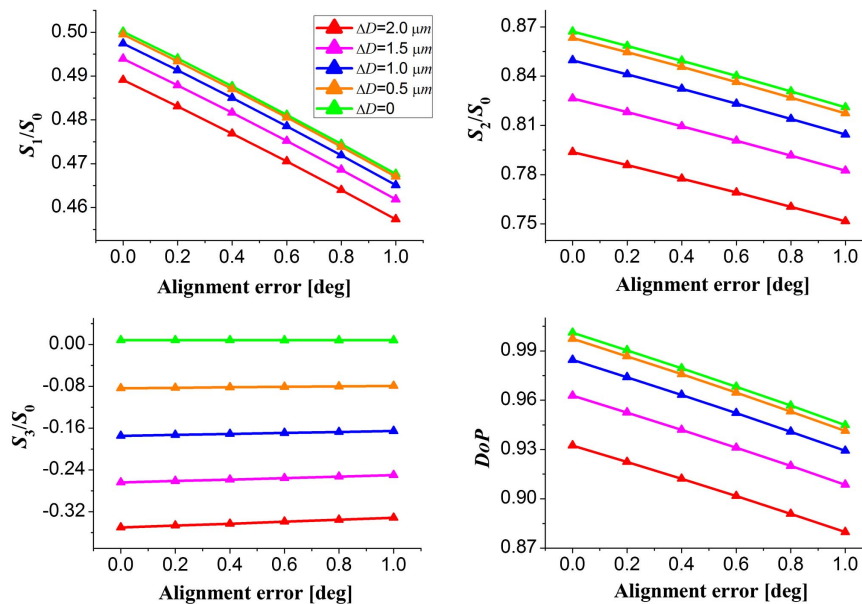 S1/S0
0.50
0.49
0.48
0.47
0.46
0.0 0.2 0.4 0.6 0.8 1.0
Alignment error [deg]
ΔD=2.0 μm
ΔD=1.5 μm
ΔD=1.0 μm
ΔD=0.5 μm
ΔD=0
S2/S0
0.87
0.84
0.81
0.78
0.75
0.0 0.2 0.4 0.6 0.8 1.0
Alignment error [deg]
S3/S0
0.00
-0.08
-0.16
-0.24
-0.32
0.0 0.2 0.4 0.6 0.8 1.0
Alignment error [deg]
DoP
0.99
0.96
0.93
0.90
0.87
0.0 0.2 0.4 0.6 0.8 1.0
Alignment error [deg]